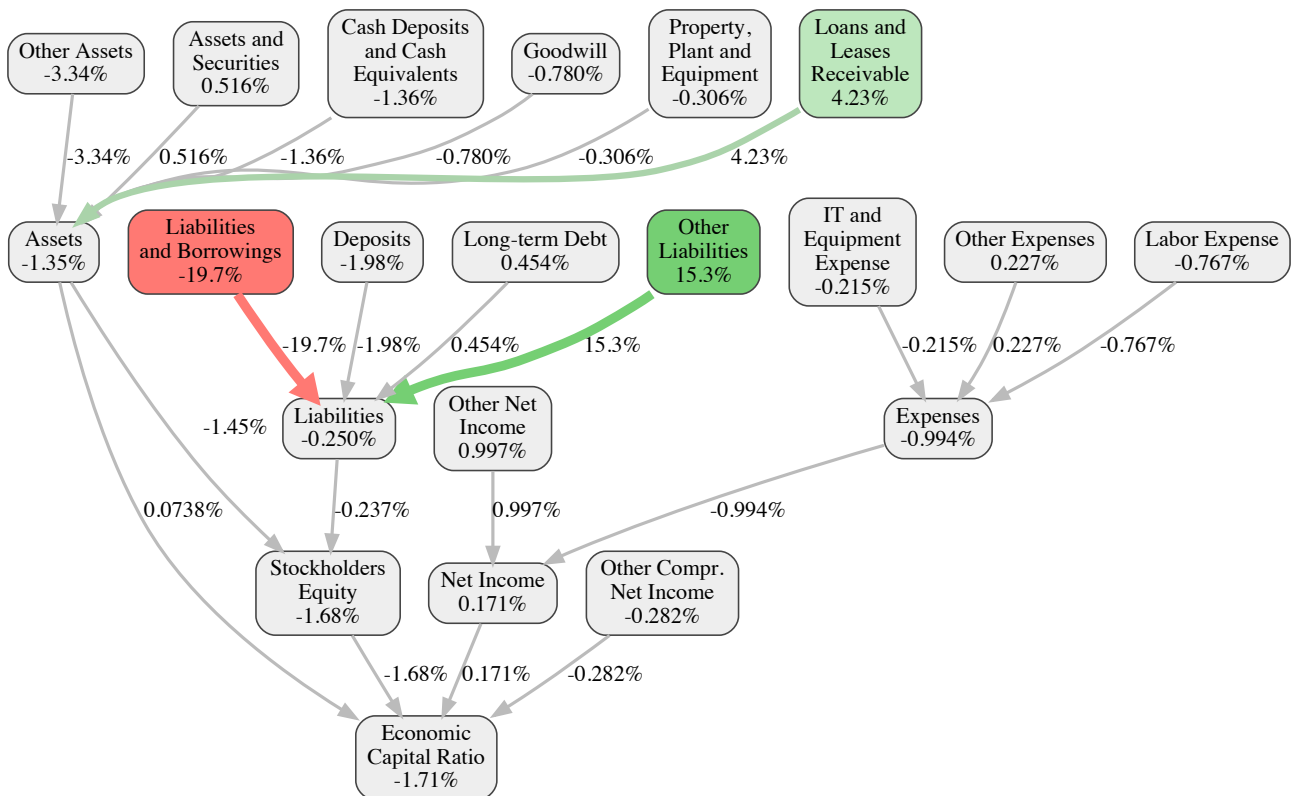 Other Assets
-3.34%
Assets and
Securities
0.516%
Cash Deposits
and Cash
Equivalents
-1.36%
Goodwill
-0.780%
Property,
Plant and
Equipment
-0.306%
Loans and
Leases
Receivable
4.23%
-3.34%
0.516%
-1.36%
-0.780%
-0.306%
4.23%
Assets
-1.35%
Liabilities
and Borrowings
-19.7%
Deposits
-1.98%
Long-term Debt
0.454%
Other
Liabilities
15.3%
IT and
Equipment
Expense
-0.215%
Other Expenses
0.227%
Labor Expense
-0.767%
-19.7%
-1.98%
0.454%
15.3%
-0.215%
0.227%
-0.767%
-1.45%
Liabilities
-0.250%
Other Net
Income
0.997%
Expenses
-0.994%
0.0738%
-0.237%
0.997%
-0.994%
Stockholders
Equity
-1.68%
Net Income
0.171%
Other Compr.
Net Income
-0.282%
-1.68%
0.171%
-0.282%
Economic
Capital Ratio
-1.71%